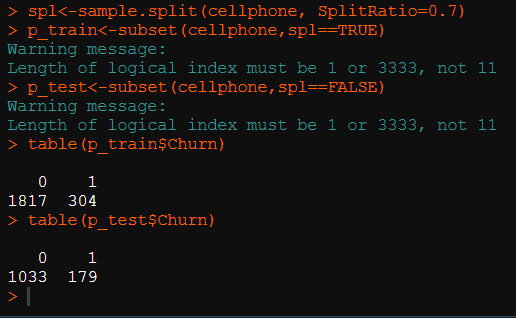 > spl<-sample.split(cellphone, SplitRatio=0.7)
> p_train<-subset(cellphone,spl==TRUE)
Warning message:
Length of logical index must be 1 or 3333, not 11
> p_test<-subset(cellphone,spl==FALSE)
Warning message:
Length of logical index must be 1 or 3333, not 11
> table(p_train$Churn)

   0    1
1817  304
> table(p_test$Churn)

   0    1
1033  179
>